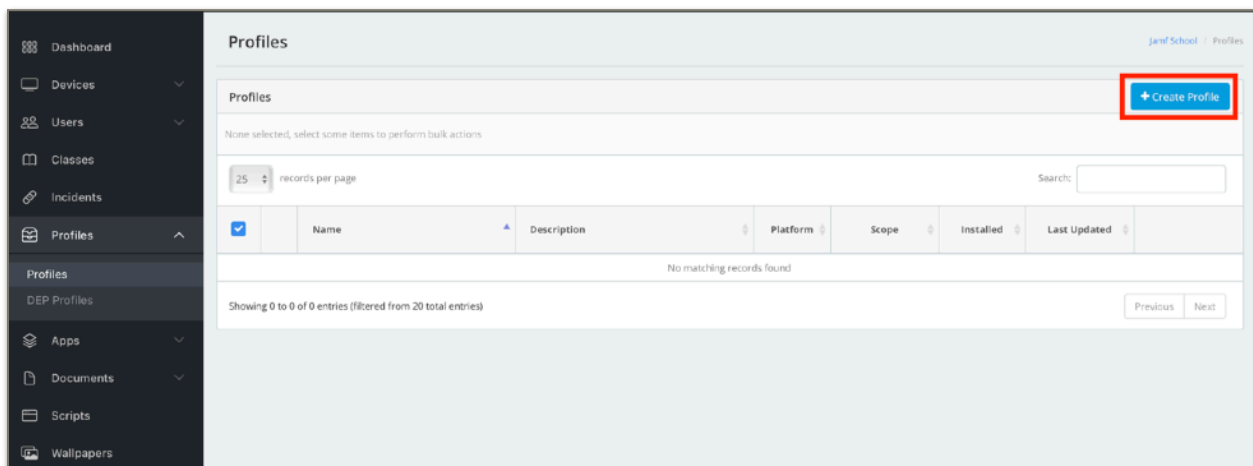 Dashboard
Devices
Users
Classes
Incidents
Profiles
Profiles
DEP Profiles
Apps
Documents
Scripts
Wallpapers
Profiles
Jamf School / Profiles
Profiles
+ Create Profile
None selected, select some items to perform bulk actions
25 records per page
Search:
Name Description Platform Scope Installed Last Updated
No matching records found
Showing 0 to 0 of 0 entries (filtered from 20 total entries)
Previous Next